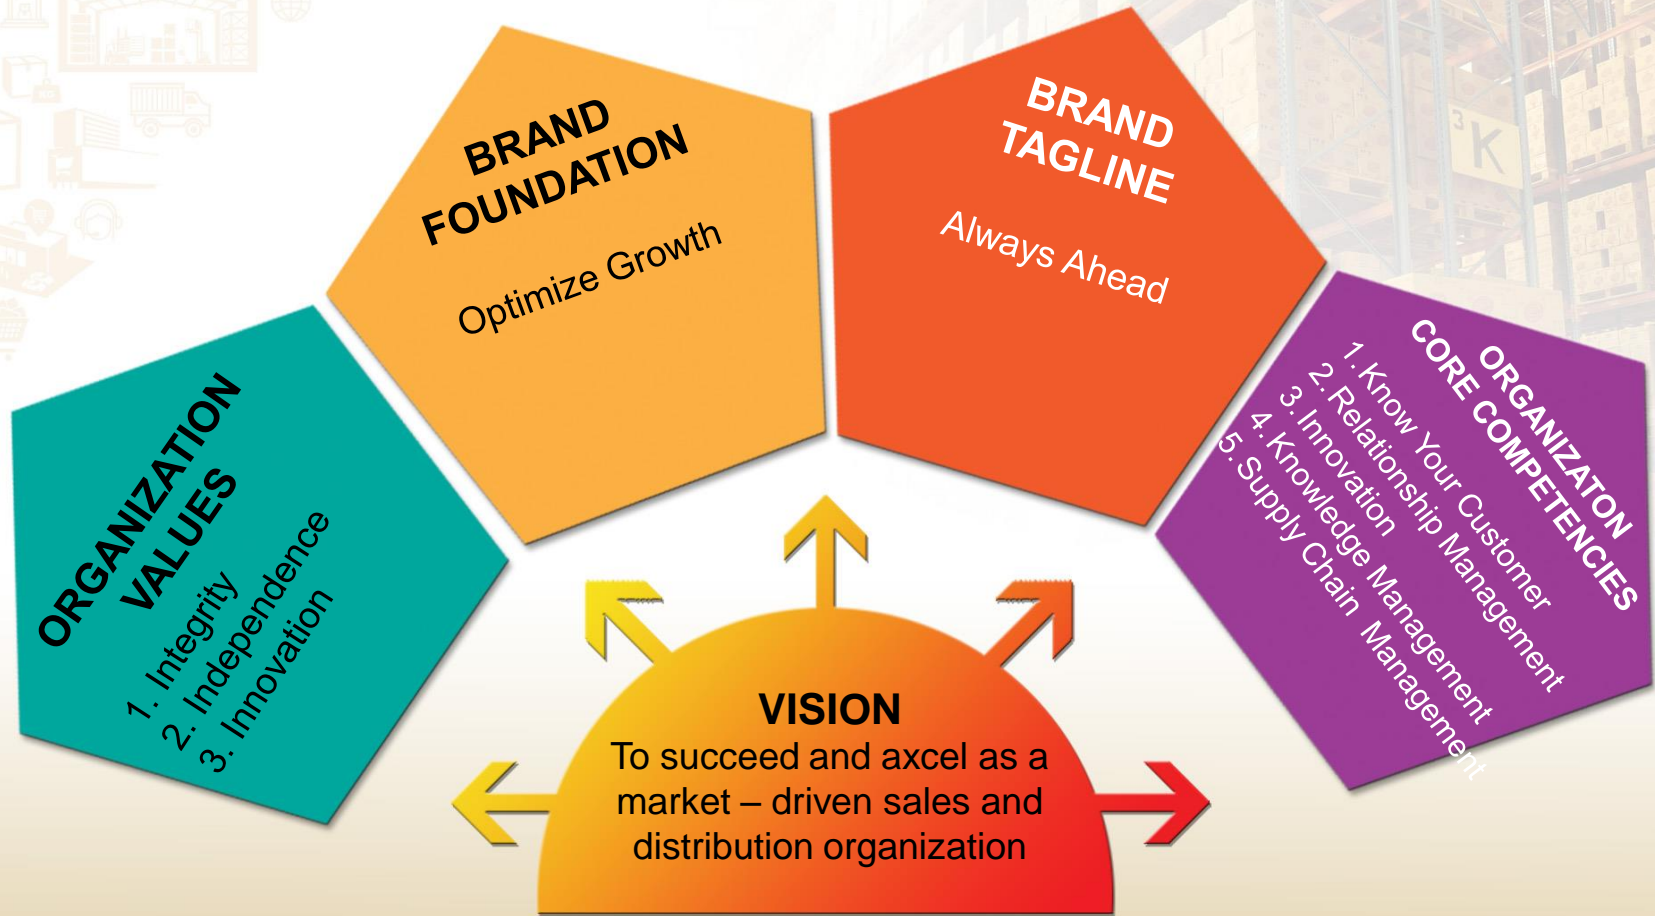 BRAND
FOUNDATION
Optimize Growth
BRAND
TAGLINE
Always Ahead
ORGANIZATION
VALUES
1. Integrity
2. Independence
3. Innovation
ORGANIZATON
CORE COMPETENCIES
1. Know Your Customer
2. Relationship Management
3. Innovation
4. Knowledge Management
5. Supply Chain Management
VISION
To succeed and axcel as a
market – driven sales and
distribution organization
3
K